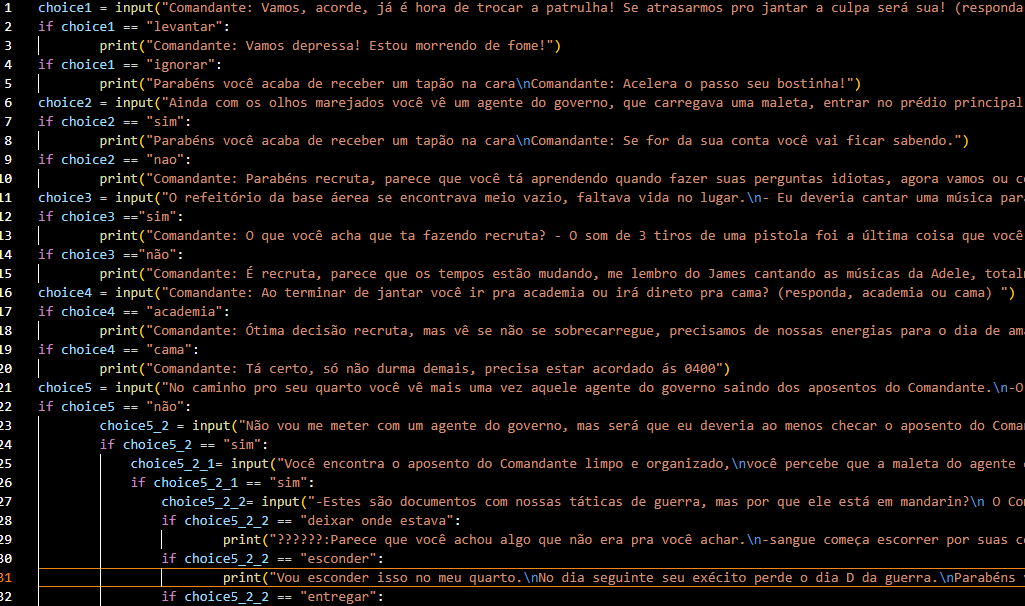 1 choice1 = input("Comandante: Vamos, acorde, já é hora de trocar a patrulha! Se atrasarmos pro jantar a culpa será sua! (responda
2 if choice1 == "levantar":
3 print("Comandante: Vamos depressa! Estou morrendo de fome!")
4 if choice1 == "ignorar":
5 print("Parabéns você acaba de receber um tapão na cara\nComandante: Acelera o passo seu bostinha!")
6 choice2 = input("Ainda com os olhos marejados você vê um agente do governo, que carregava uma maleta, entrar no prédio principal
7 if choice2 == "sim":
8 print("Parabéns você acaba de receber um tapão na cara\nComandante: Se for da sua conta você vai ficar sabendo.")
9 if choice2 == "nao":
10 print("Comandante: Parabéns recruta, parece que você tá aprendendo quando fazer suas perguntas idiotas, agora vamos ou c
11 choice3 = input("O refeitório da base áerea se encontrava meio vazio, faltava vida no lugar.\n- Eu deveria cantar uma música par
12 if choice3 =="sim":
13 print("Comandante: O que você acha que ta fazendo recruta? - O som de 3 tiros de uma pistola foi a última coisa que você
14 if choice3 =="não":
15 print("Comandante: É recruta, parece que os tempos estão mudando, me lembro do James cantando as músicas da Adele, total
16 choice4 = input("Comandante: Ao terminar de jantar você ir pra academia ou irá direto pra cama? (responda, academia ou cama) ")
17 if choice4 == "academia":
18 print("Comandante: Ótima decisão recruta, mas vê se não se sobrecarregue, precisamos de nossas energias para o dia de am
19 if choice4 == "cama":
20 print("Comandante: Tá certo, só não durma demais, precisa estar acordado ás 0400")
21 choice5 = input("No caminho pro seu quarto você vê mais uma vez aquele agente do governo saindo dos aposentos do Comandante.\n-O
22 if choice5 == "não":
23 choice5_2 = input("Não vou me meter com um agente do governo, mas será que eu deveria ao menos checar o aposento do Coma
24 if choice5_2 == "sim":
25 choice5_2_1= input("Você encontra o aposento do Comandante limpo e organizado,\nvocê percebe que a maleta do agente
26 if choice5_2_1 == "sim":
27 choice5_2_2= input("-Estes são documentos com nossas táticas de guerra, mas por que ele está em mandarin?\n O Co
28 if choice5_2_2 == "deixar onde estava":
29 print("??????:Parece que você achou algo que não era pra você achar.\n-sangue começa escorrer por suas c
30 if choice5_2_2 == "esconder":
31 print("Vou esconder isso no meu quarto.\nNo dia seguinte seu exécito perde o dia D da guerra.\nParabéns
32 if choice5_2_2 == "entregar":